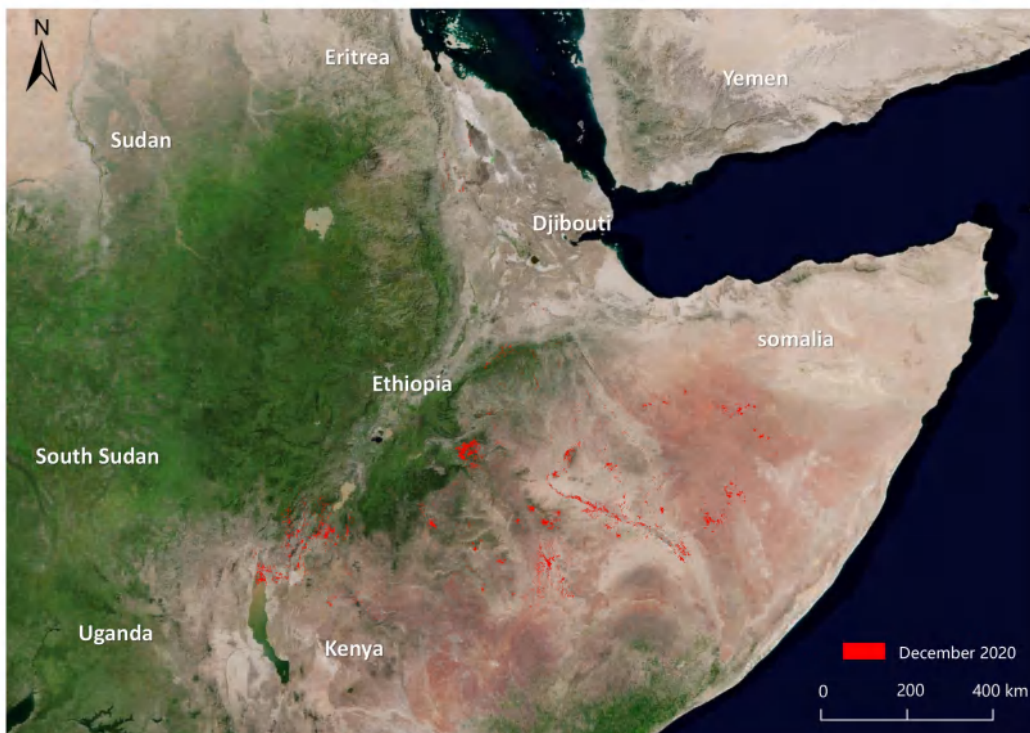 N
Eritrea
Yemen
Sudan
Djibouti
somalia
Ethiopia
South Sudan
Uganda
Kenya
December 2020
0 200 400 km